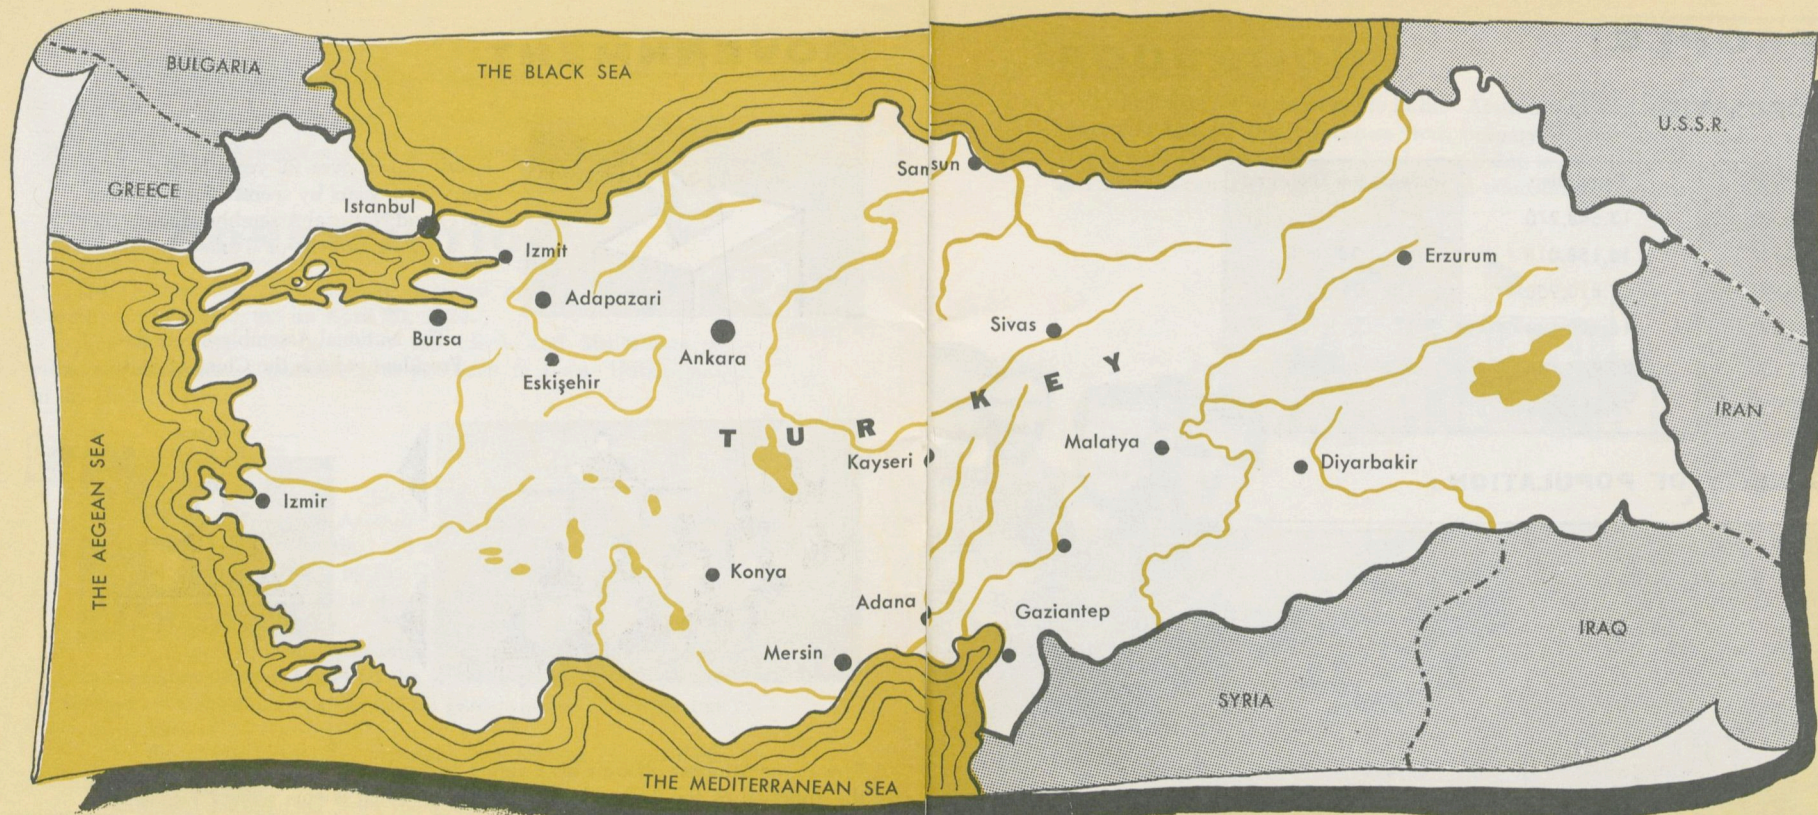 BULGARIA
THE BLACK SEA
U.S.S.R.
GREECE
Samsun
Istanbul
Izmit
Erzurum
Adapazari
Sivas
Bursa
Ankara
Eskişehir
TURKEY
IRAN
Malatya
Kayseri
Diyarbakir
THE AEGEAN SEA
Izmir
Konya
Adana
Gaziantep
Mersin
IRAQ
SYRIA
THE MEDITERRANEAN SEA